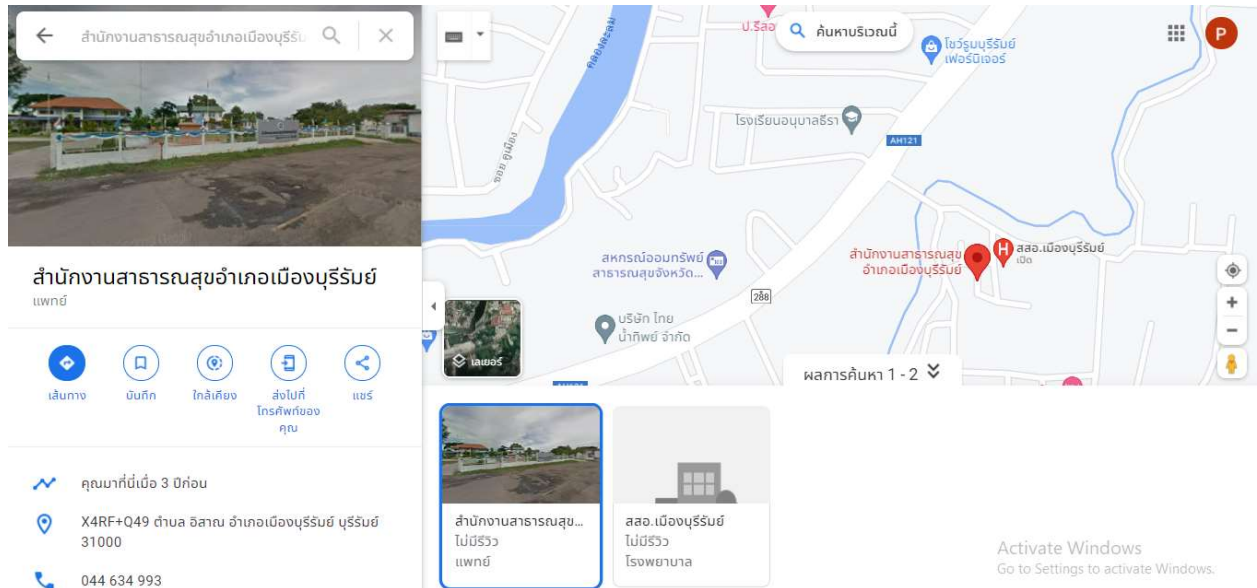 สำนักงานสาธารณสุขอำเภอเมืองบุรีรัม
สำนักงานสาธารณสุขอำเภอเมืองบุรีรัมย์
แพทย์
เส้นทาง
บันทึก
ใกล้เคียง
ส่งไปที่
โทรศัพท์ของ
คุณ
แชร์
คุณมาที่นี่เมื่อ 3 ปีก่อน
X4RF+Q49 ตำบล อิสาณ อำเภอเมืองบุรีรัมย์ บุรีรัมย์
31000
044 634 993
ค้นหาบริเวณนี้
P
โชว์รูมบุรีรัมย์
เฟอร์นิเจอร์
คลองละลม
ซอย คูเมือง
โรงเรียนอนุบาลธีรา
AH121
สหกรณ์ออมทรัพย์
สาธารณสุขจังหวัด...
สำนักงานสาธารณสุข
อำเภอเมืองบุรีรัมย์
H
สสอ.เมืองบุรีรัมย์
เปิด
288
บริษัท ไทย
น้ำทิพย์ จำกัด
เลเยอร์
AH121
ผลการค้นหา 1 - 2
สำนักงานสาธารณสุข...
ไม่มีรีวิว
แพทย์
สสอ.เมืองบุรีรัมย์
ไม่มีรีวิว
โรงพยาบาล
Activate Windows
Go to Settings to activate Windows.